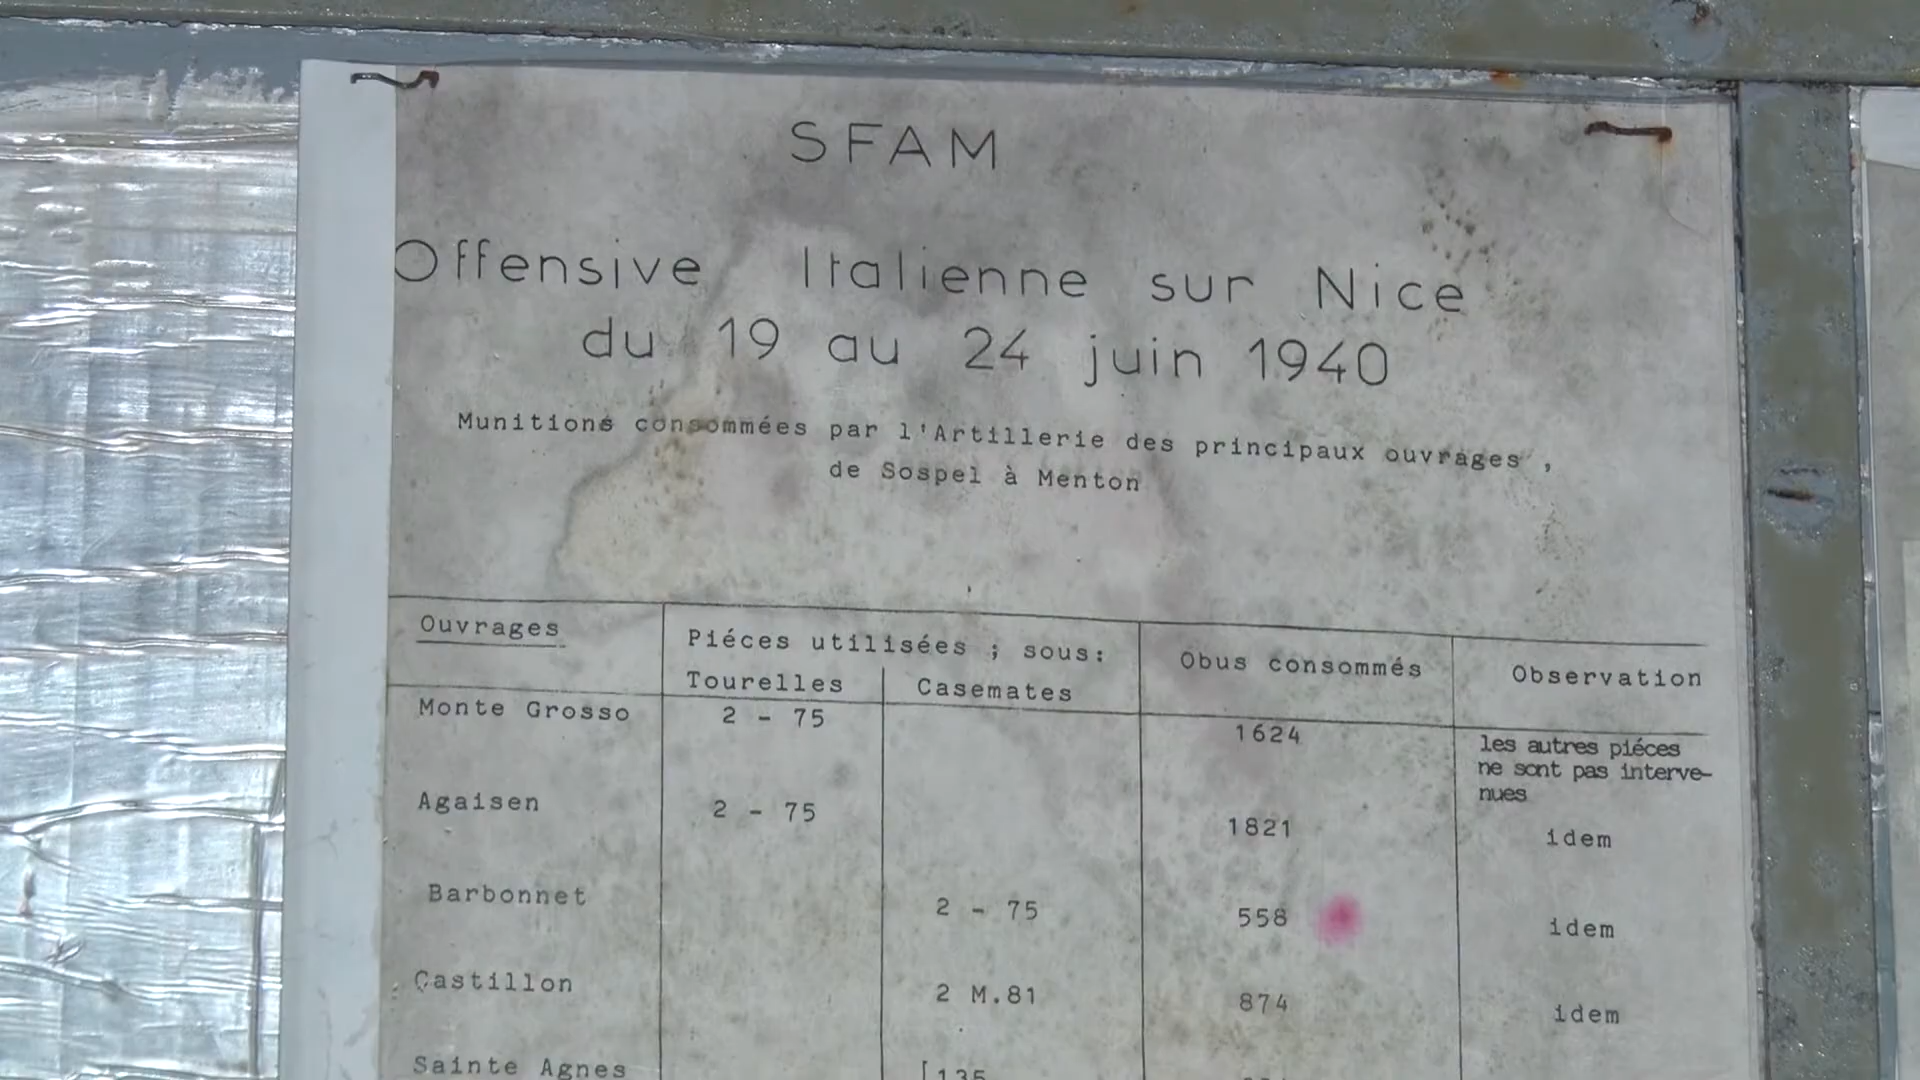 SFAM
Offensive Italienne sur Nice
du 19 au 24 juin 1940
Munitions consommées par l'Artillerie des principaux ouvrages ,
de Sospel à Menton
Ouvrages
Piéces utilisées ; sous:
Tourelles
Casemates
Obus consommés
Observation
Monte Grosso
2 - 75
1624
les autres piéces
ne sont pas interve-
nues
Agaisen
2 - 75
1821
idem
Barbonnet
2 - 75
558
idem
Castillon
2 M.81
874
idem
Sainte Agnes
135